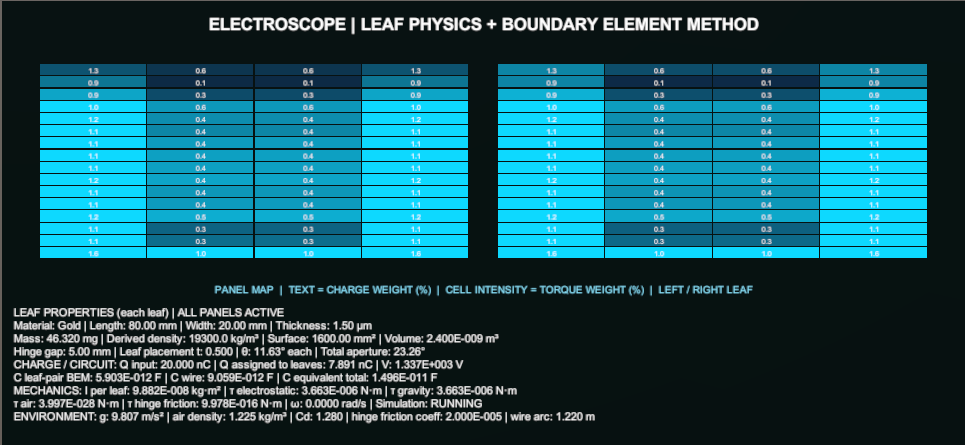 ELECTROSCOPE | LEAF PHYSICS + BOUNDARY ELEMENT METHOD
1.3 0.6 0.6 1.3 1.3 0.6 0.6 1.3
0.9 0.1 0.1 0.9 0.9 0.1 0.1 0.9
0.9 0.3 0.3 0.9 0.9 0.3 0.3 0.9
1.0 0.6 0.6 1.0 1.0 0.6 0.6 1.0
1.2 0.4 0.4 1.2 1.2 0.4 0.4 1.2
1.1 0.4 0.4 1.1 1.1 0.4 0.4 1.1
1.1 0.4 0.4 1.1 1.1 0.4 0.4 1.1
1.1 0.4 0.4 1.1 1.1 0.4 0.4 1.1
1.1 0.4 0.4 1.1 1.1 0.4 0.4 1.1
1.2 0.4 0.4 1.2 1.2 0.4 0.4 1.2
1.1 0.4 0.4 1.1 1.1 0.4 0.4 1.1
1.1 0.4 0.4 1.1 1.1 0.4 0.4 1.1
1.2 0.5 0.5 1.2 1.2 0.5 0.5 1.2
1.1 0.3 0.3 1.1 1.1 0.3 0.3 1.1
1.1 0.3 0.3 1.1 1.1 0.3 0.3 1.1
1.6 1.0 1.0 1.6 1.6 1.0 1.0 1.6
PANEL MAP | TEXT = CHARGE WEIGHT (%) | CELL INTENSITY = TORQUE WEIGHT (%) | LEFT / RIGHT LEAF
LEAF PROPERTIES (each leaf) | ALL PANELS ACTIVE
Material: Gold | Length: 80.00 mm | Width: 20.00 mm | Thickness: 1.50 µm
Mass: 46.320 mg | Derived density: 19300.0 kg/m³ | Surface: 1600.00 mm² | Volume: 2.400E-009 m³
Hinge gap: 5.00 mm | Leaf placement t: 0.500 | θ: 11.63° each | Total aperture: 23.26°
CHARGE / CIRCUIT: Q input: 20.000 nC | Q assigned to leaves: 7.891 nC | V: 1.337E+003 V
C leaf-pair BEM: 5.903E-012 F | C wire: 9.059E-012 F | C equivalent total: 1.496E-011 F
MECHANICS: I per leaf: 9.882E-008 kg·m² | τ electrostatic: 3.663E-006 N·m | τ gravity: 3.663E-006 N·m
τ air: 3.997E-028 N·m | τ hinge friction: 9.978E-016 N·m | ω: 0.0000 rad/s | Simulation: RUNNING
ENVIRONMENT: g: 9.807 m/s² | air density: 1.225 kg/m³ | Cd: 1.280 | hinge friction coeff: 2.000E-005 | wire arc: 1.220 m